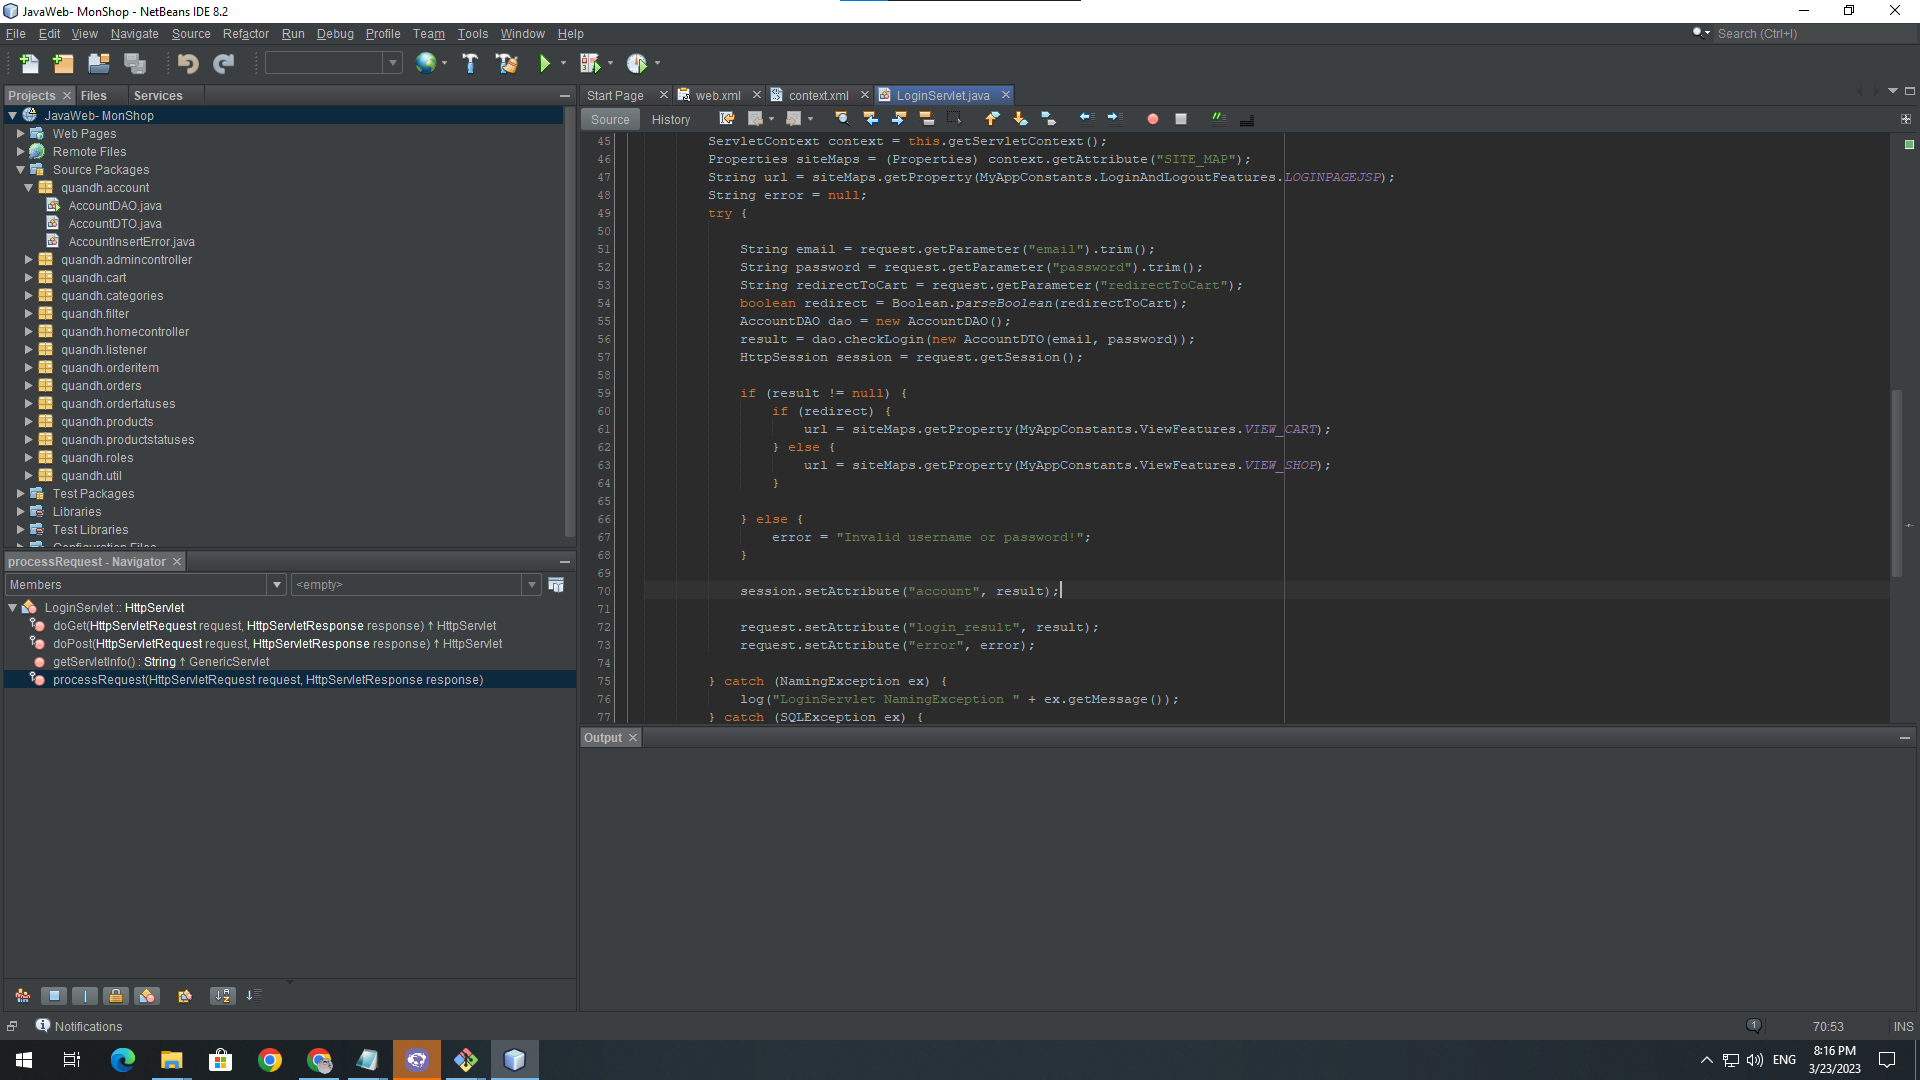 JavaWeb- MonShop - NetBeans IDE 8.2
File Edit View Navigate Source Refactor Run Debug Profile Team Tools Window Help
Search (Ctrl+I)
Projects Files Services
JavaWeb- MonShop
Web Pages
Remote Files
Source Packages
quandh.account
AccountDAO.java
AccountDTO.java
AccountInsertError.java
quandh.admincontroller
quandh.cart
quandh.categories
quandh.filter
quandh.homecontroller
quandh.listener
quandh.orderitem
quandh.orders
quandh.ordertatuses
quandh.products
quandh.productstatuses
quandh.roles
quandh.util
Test Packages
Libraries
Test Libraries
Configuration Files
processRequest - Navigator
Members
<empty>
LoginServlet :: HttpServlet
doGet(HttpServletRequest request, HttpServletResponse response) ↑ HttpServlet
doPost(HttpServletRequest request, HttpServletResponse response) ↑ HttpServlet
getServletInfo() : String ↑ GenericServlet
processRequest(HttpServletRequest request, HttpServletResponse response)
Start Page web.xml context.xml LoginServlet.java
Source History
45 ServletContext context = this.getServletContext();
46 Properties siteMaps = (Properties) context.getAttribute("SITE_MAP");
47 String url = siteMaps.getProperty(MyAppConstants.LoginAndLogoutFeatures.LOGINPAGEJSP);
48 String error = null;
49 try {
50
51 String email = request.getParameter("email").trim();
52 String password = request.getParameter("password").trim();
53 String redirectToCart = request.getParameter("redirectToCart");
54 boolean redirect = Boolean.parseBoolean(redirectToCart);
55 AccountDAO dao = new AccountDAO();
56 result = dao.checkLogin(new AccountDTO(email, password));
57 HttpSession session = request.getSession();
58
59 if (result != null) {
60 if (redirect) {
61 url = siteMaps.getProperty(MyAppConstants.ViewFeatures.VIEW_CART);
62 } else {
63 url = siteMaps.getProperty(MyAppConstants.ViewFeatures.VIEW_SHOP);
64 }
65
66 } else {
67 error = "Invalid username or password!";
68 }
69
70 session.setAttribute("account", result);
71
72 request.setAttribute("login_result", result);
73 request.setAttribute("error", error);
74
75 } catch (NamingException ex) {
76 log("LoginServlet NamingException " + ex.getMessage());
77 } catch (SQLException ex) {
Output
Notifications
1
70:53
INS
ENG
8:16 PM
3/23/2023